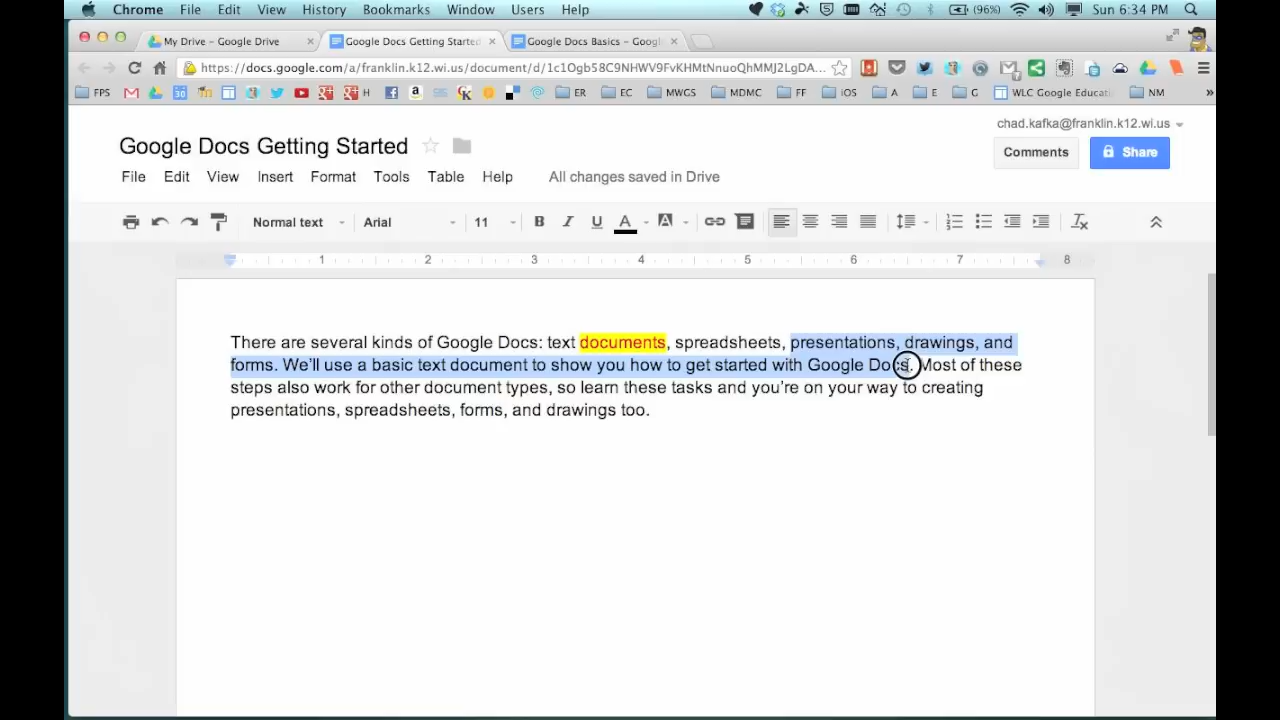 Chrome File Edit View History Bookmarks Window Users Help (96%) Sun 6:34 PM
My Drive – Google Drive Google Docs Getting Started Google Docs Basics – Googl
https://docs.google.com/a/franklin.k12.wi.us/document/d/1c1Ogb58C9NHWV9FvKHMtNnuoQhMMJ2LgDA...
FPS 30 H a ER EC MWGS MDMC FF iOS A E G WLC Google Educati NM »
chad.kafka@franklin.k12.wi.us
Google Docs Getting Started
Comments Share
File Edit View Insert Format Tools Table Help All changes saved in Drive
Normal text Arial 11 B I U A A
1 2 3 4 5 6 7 8
There are several kinds of Google Docs: text documents, spreadsheets, presentations, drawings, and
forms. We'll use a basic text document to show you how to get started with Google Docs. Most of these
steps also work for other document types, so learn these tasks and you're on your way to creating
presentations, spreadsheets, forms, and drawings too.